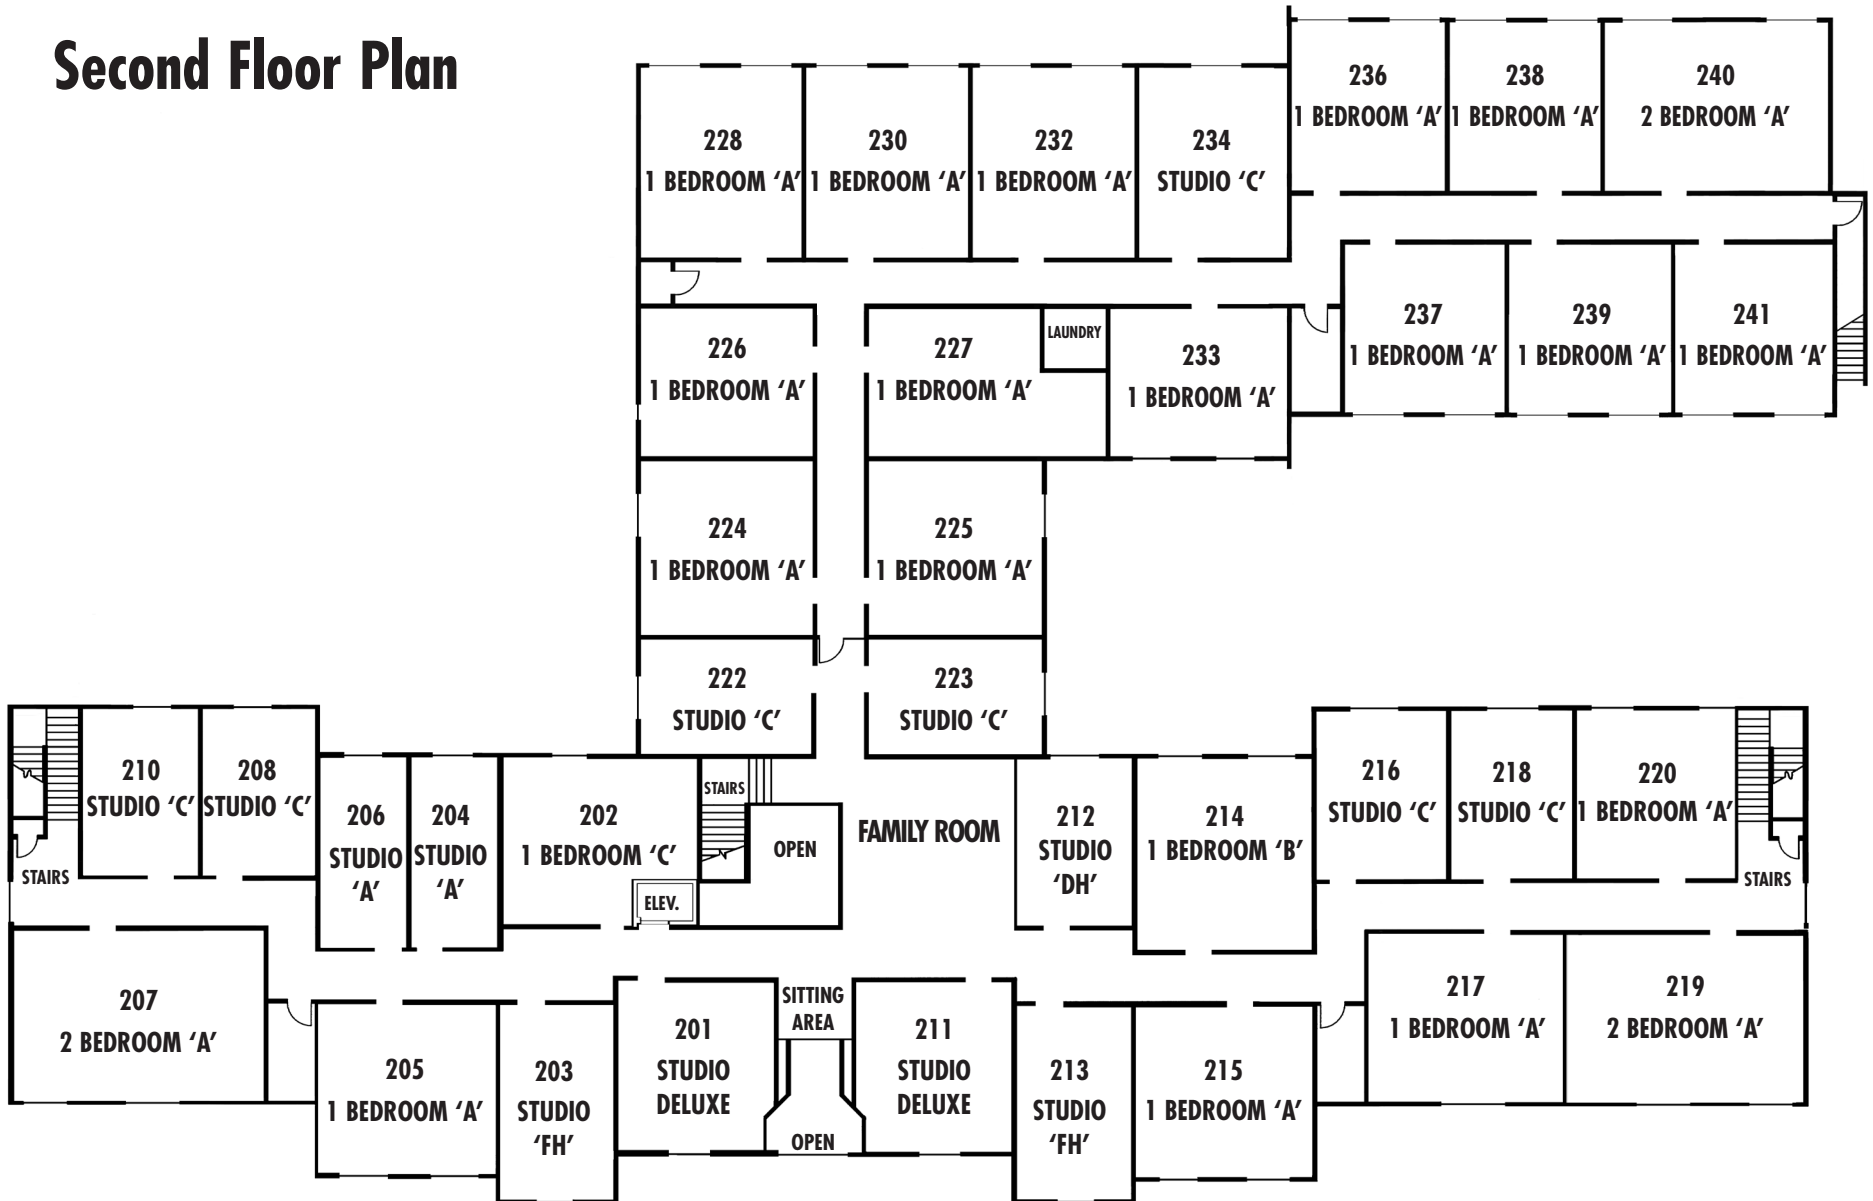 Second Floor Plan
236
1 BEDROOM ‘A’
238
1 BEDROOM ‘A’
240
2 BEDROOM ‘A’
228
1 BEDROOM ‘A’
230
1 BEDROOM ‘A’
232
1 BEDROOM ‘A’
234
STUDIO ‘C’
226
1 BEDROOM ‘A’
227
1 BEDROOM ‘A’
LAUNDRY
233
1 BEDROOM ‘A’
237
1 BEDROOM ‘A’
239
1 BEDROOM ‘A’
241
1 BEDROOM ‘A’
224
1 BEDROOM ‘A’
225
1 BEDROOM ‘A’
222
STUDIO ‘C’
223
STUDIO ‘C’
210
STUDIO ‘C’
208
STUDIO ‘C’
206
STUDIO
‘A’
204
STUDIO
‘A’
202
1 BEDROOM ‘C’
ELEV.
STAIRS
OPEN
FAMILY ROOM
212
STUDIO
‘DH’
214
1 BEDROOM ‘B’
216
STUDIO ‘C’
218
STUDIO ‘C’
220
1 BEDROOM ‘A’
STAIRS
STAIRS
207
2 BEDROOM ‘A’
205
1 BEDROOM ‘A’
203
STUDIO
‘FH’
201
STUDIO
DELUXE
SITTING
AREA
OPEN
211
STUDIO
DELUXE
213
STUDIO
‘FH’
215
1 BEDROOM ‘A’
217
1 BEDROOM ‘A’
219
2 BEDROOM ‘A’